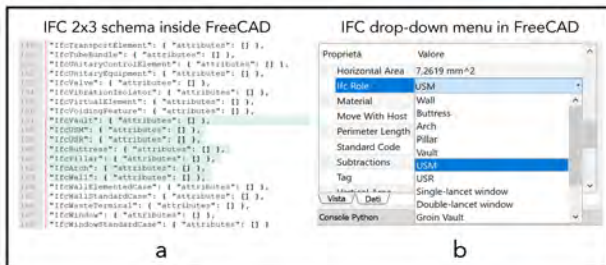 IFC 2x3 schema inside FreeCAD
IFC drop-down menu in FreeCAD
"IfcTransportElement": { "attributes": [] },
"IfcTubeBundle": { "attributes": [] },
"IfcUnitaryControlElement": { "attributes": [] },
"IfcUnitaryEquipment": { "attributes": [] },
"IfcValve": { "attributes": [] },
"IfcVibrationIsolator": { "attributes": [] },
"IfcVirtualElement": { "attributes": [] },
"IfcVoidingFeature": { "attributes": [] },
"IfcVault": { "attributes": [] },
"IfcUSM": { "attributes": [] },
"IfcUSR": { "attributes": [] },
"IfcButtress": { "attributes": [] },
"IfcPillar": { "attributes": [] },
"IfcArch": { "attributes": [] },
"IfcWall": { "attributes": [] },
"IfcWallElementedCase": { "attributes": [] },
"IfcWallStandardCase": { "attributes": [] },
"IfcWasteTerminal": { "attributes": [] },
"IfcWindow": { "attributes": [] },
"IfcWindowStandardCase": { "attributes": [] }
a
Proprietà Valore
Horizontal Area 7,2619 mm^2
Ifc Role USM
Material Wall
Move With Host Buttress
Perimeter Length Arch
Standard Code Pillar
Subtractions Vault
Tag USM
Vertical Area USR
Single-lancet window
Double-lancet window
Groin Vault
Vista Dati
Console Python
b